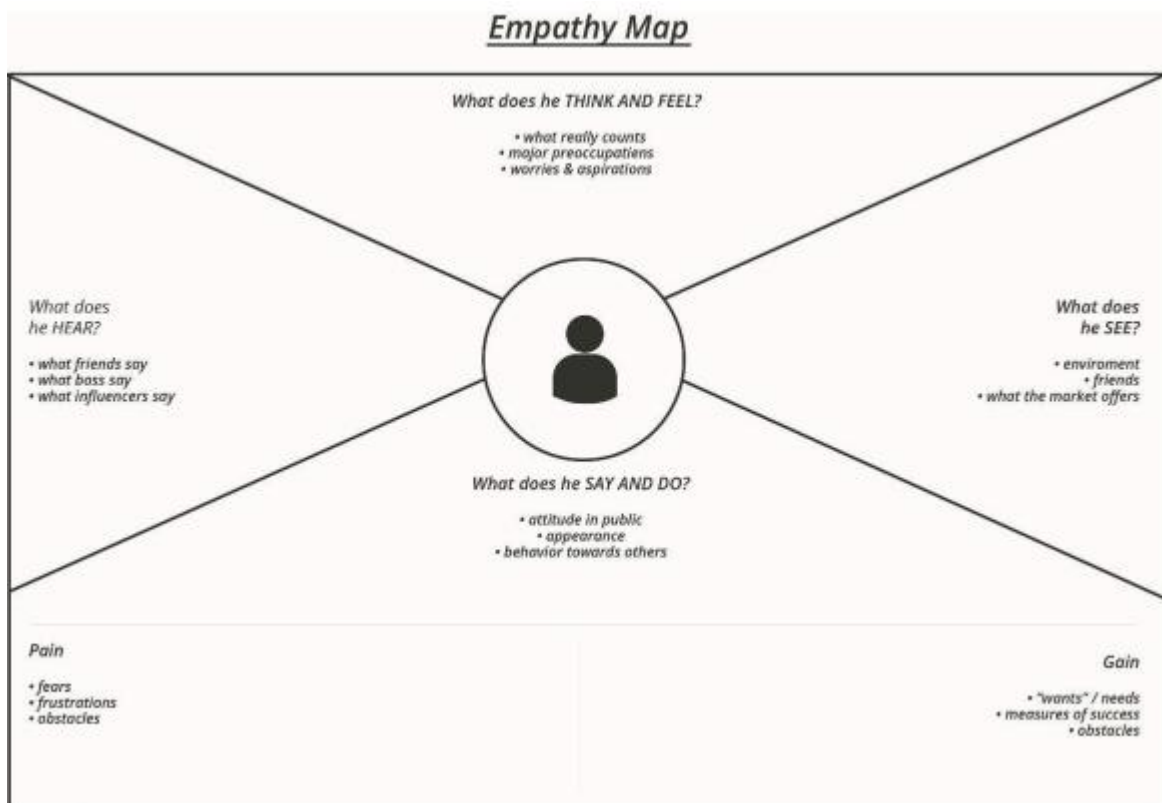 Empathy Map
What does he THINK AND FEEL?
• what really counts
• major preoccupatiens
• worries & aspirations
What does
he HEAR?
• what friends say
• what boss say
• what influencers say
What does
he SEE?
• enviroment
• friends
• what the market offers
What does he SAY AND DO?
• attitude in public
• appearance
• behavior towards others
Pain
• fears
• frustrations
• obstacles
Gain
• "wants" / needs
• measures of success
• obstacles